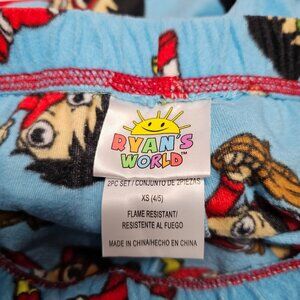 RYAN'S
WORLD
2PC SET / CONJUNTO DE 2PIEZAS
XS (4/5)
FLAME RESISTANT/
RESISTENTE AL FUEGO
MADE IN CHINA/HECHO EN CHINA